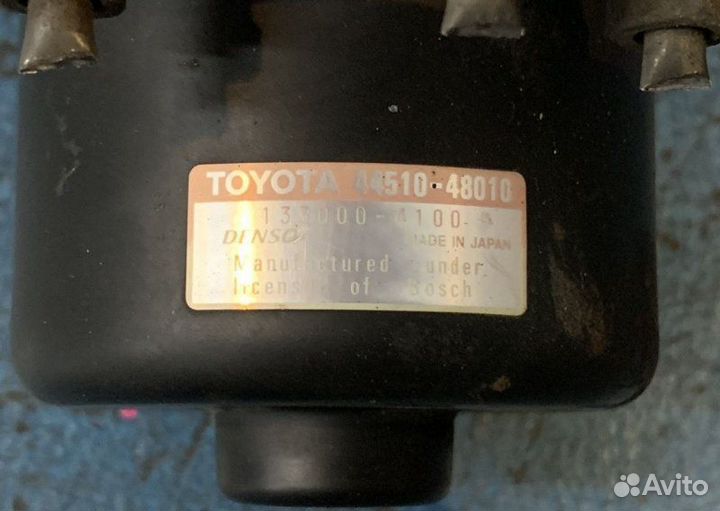 TOYOTA 44510-48010
133000-4100
DENSO MADE IN JAPAN
Manufactured under
license of Bosch
Avito